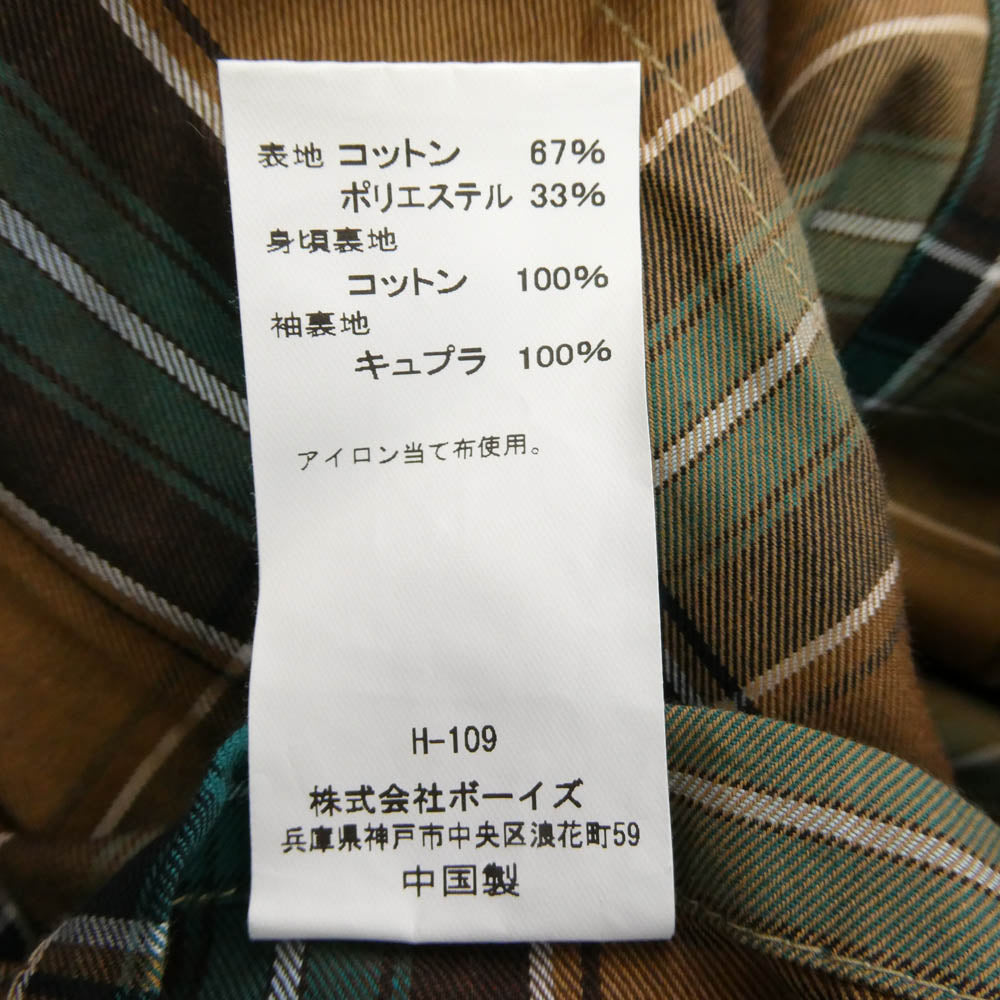 表地 コットン 67%
ポリエステル 33%
身頃裏地
コットン 100%
袖裏地
キュプラ 100%
アイロン当て布使用。
H-109
株式会社ボーイズ
兵庫県神戸市中央区浪花町59
中国製